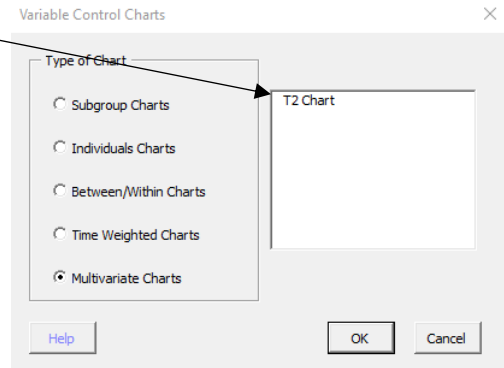 Variable Control Charts
Type of Chart
Subgroup Charts
Individuals Charts
Between/Within Charts
Time Weighted Charts
Multivariate Charts
T2 Chart
Help
OK
Cancel